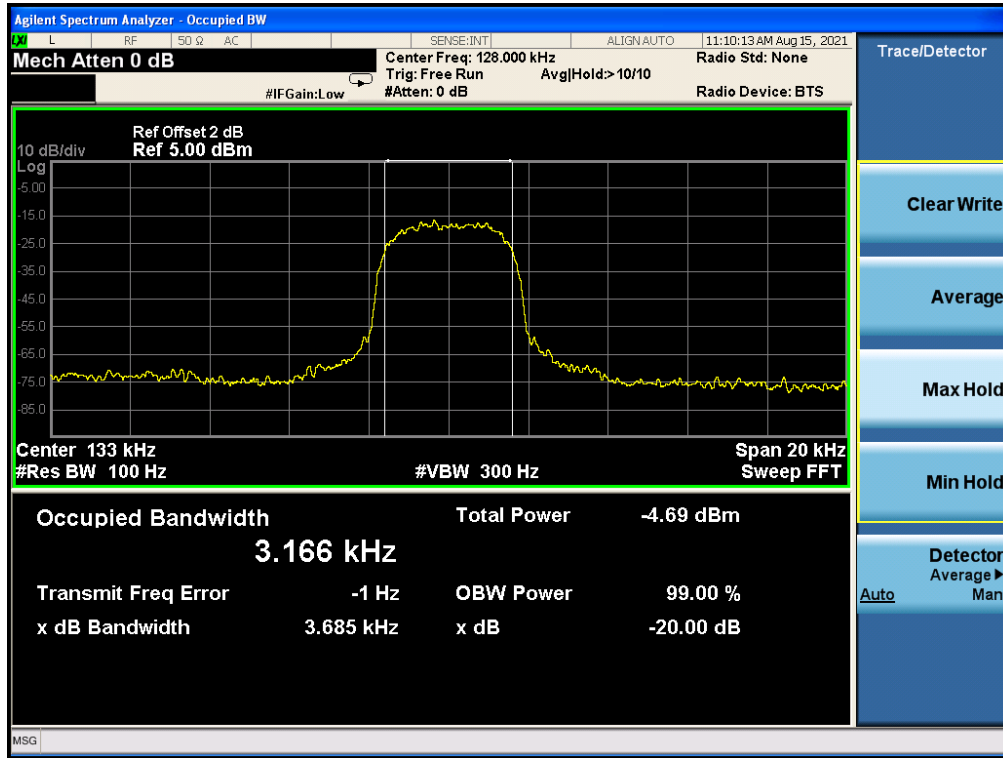 Agilent Spectrum Analyzer - Occupied BW
LXI L RF 50 Ω AC SENSE:INT ALIGN AUTO 11:10:13 AM Aug 15, 2021
Mech Atten 0 dB
Center Freq: 128.000 kHz
Radio Std: None
Trig: Free Run
Avg|Hold:> 10/10
#IFGain:Low
#Atten: 0 dB
Radio Device: BTS
Ref Offset 2 dB
10 dB/div
Ref 5.00 dBm
Log
-5.00
-15.0
-25.0
-35.0
-45.0
-55.0
-65.0
-75.0
-85.0
Center 133 kHz
Span 20 kHz
#Res BW 100 Hz
#VBW 300 Hz
Sweep FFT
Occupied Bandwidth
3.166 kHz
Total Power -4.69 dBm
Transmit Freq Error -1 Hz
OBW Power 99.00 %
x dB Bandwidth 3.685 kHz
x dB -20.00 dB
MSG
Trace/Detector
Clear Write
Average
Max Hold
Min Hold
Detector
Average
Auto Man